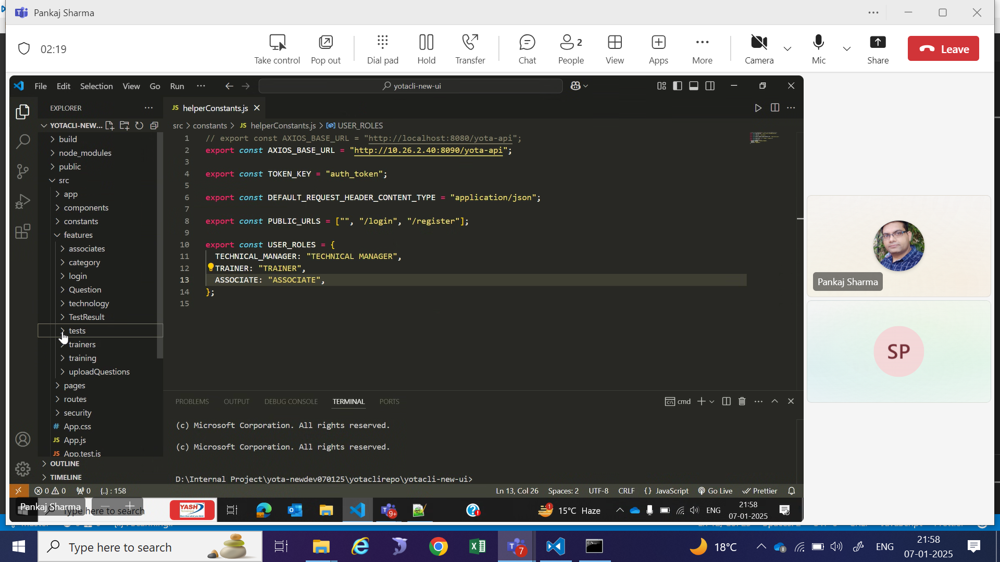 Pankaj Sharma
02:19
Take control
Pop out
Dial pad
Hold
Transfer
Chat
2
People
View
Apps
More
Camera
Mic
Share
Leave
File Edit Selection View Go Run
yotacli-new-ui
EXPLORER
JS helperConstants.js
YOTACLI-NEW...
src > constants > JS helperConstants.js > USER_ROLES
build
node_modules
public
src
app
components
constants
features
associates
category
login
Question
technology
TestResult
tests
trainers
training
uploadQuestions
pages
routes
security
# App.css
JS App.js
JS App.test.js
OUTLINE
TIMELINE
1 // export const AXIOS_BASE_URL = "http://localhost:8080/yota-api";
2 export const AXIOS_BASE_URL = "http://10.26.2.40:8090/yota-api";
3
4 export const TOKEN_KEY = "auth_token";
5
6 export const DEFAULT_REQUEST_HEADER_CONTENT_TYPE = "application/json";
7
8 export const PUBLIC_URLS = ["", "/login", "/register"];
9
10 export const USER_ROLES = {
11 TECHNICAL_MANAGER: "TECHNICAL MANAGER",
12 TRAINER: "TRAINER",
13 ASSOCIATE: "ASSOCIATE",
14 };
15
PROBLEMS OUTPUT DEBUG CONSOLE TERMINAL PORTS
cmd
(c) Microsoft Corporation. All rights reserved.
(c) Microsoft Corporation. All rights reserved.
D:\Internal Project\yota-newdev070125\yotaclirepo\yotacli-new-ui>
0 0 0 {..} : 158
Ln 13, Col 26 Spaces: 2 UTF-8 CRLF {} JavaScript Go Live Prettier
Pankaj Sharma
Type here to search
YASH
9+
1
15°C Haze
ENG
21:58
07-01-2025
Pankaj Sharma
SP
Type here to search
7
18°C
ENG
21:58
07-01-2025